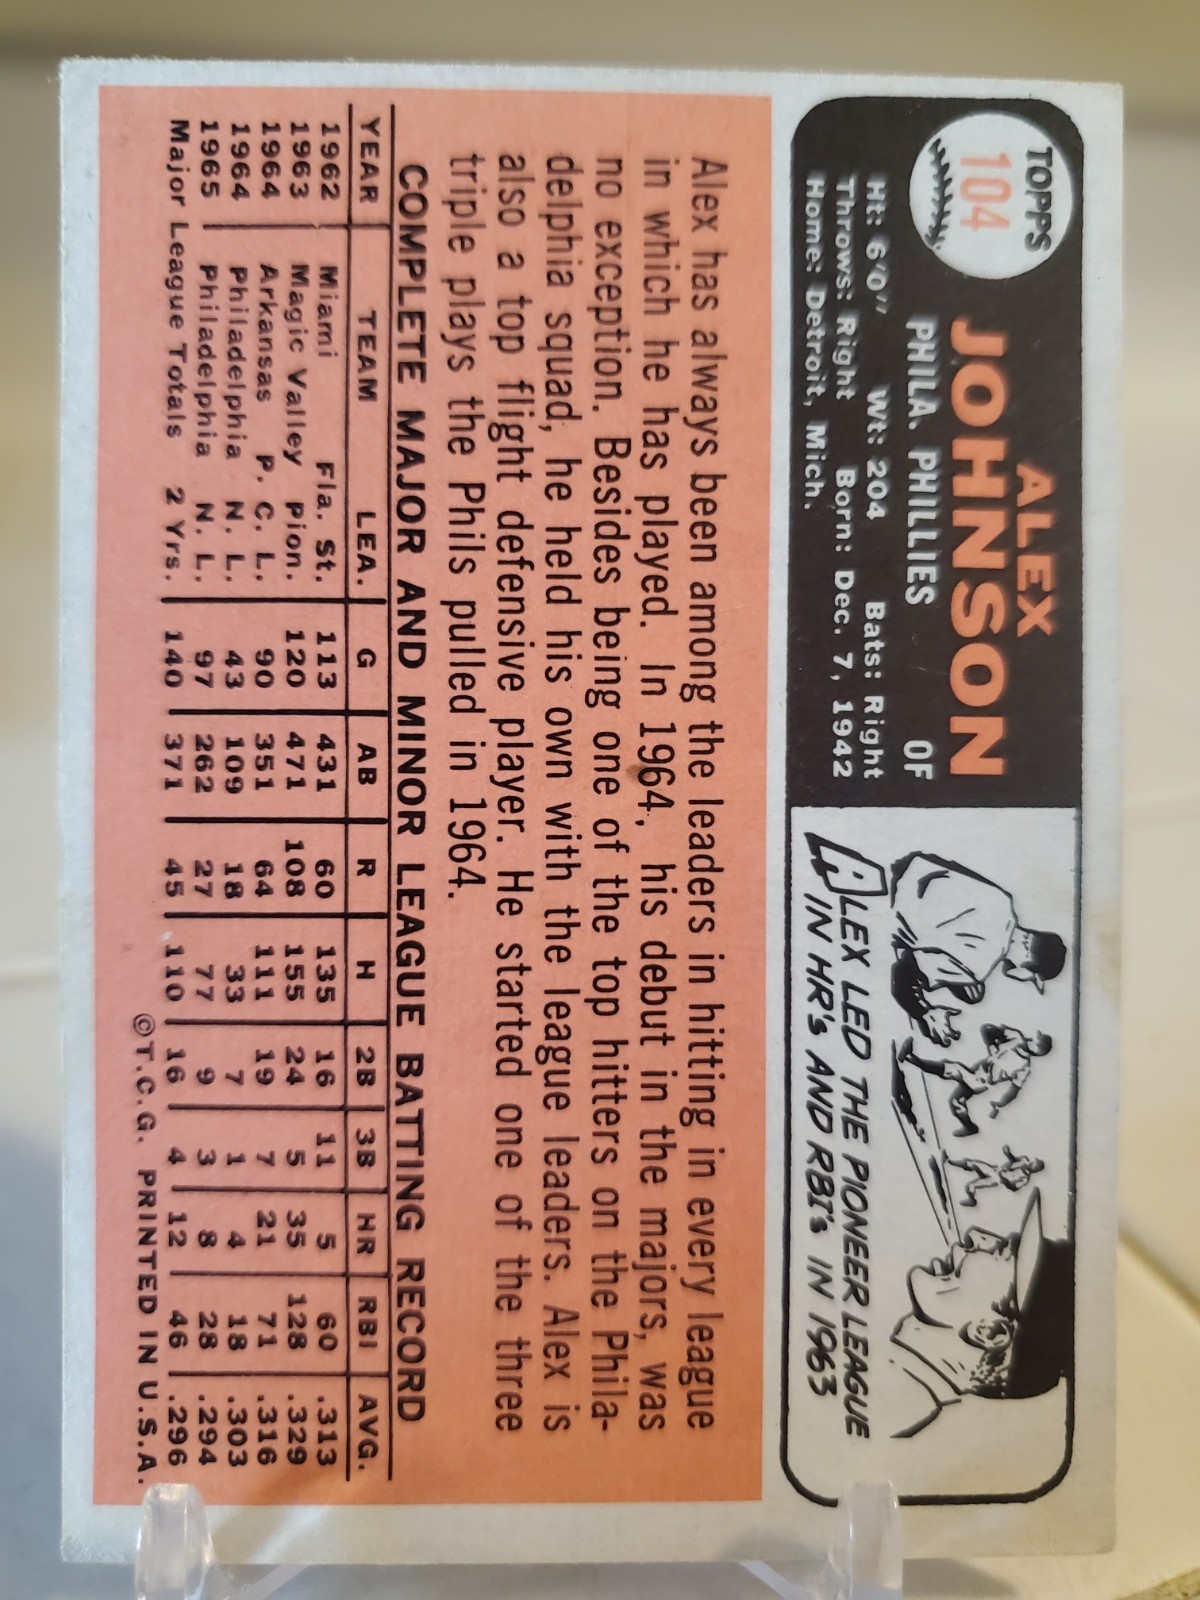 TOPPS
104
ALEX
JOHNSON
OF
PHILA. PHILLIES
Ht: 6'0" Wt: 204 Bats: Right
Throws: Right Born: Dec. 7, 1942
Home: Detroit, Mich.
ALEX LED THE PIONEER LEAGUE
IN HR's AND RBI's IN 1963
Alex has always been among the leaders in hitting in every league
in which he has played. In 1964, his debut in the majors, was
no exception. Besides being one of the top hitters on the Phila-
delphia squad, he held his own with the league leaders. Alex is
also a top flight defensive player. He started one of the three
triple plays the Phils pulled in 1964.
COMPLETE MAJOR AND MINOR LEAGUE BATTING RECORD
YEAR TEAM LEA. G AB R H 2B 3B HR RBI AVG.
1962 Miami Fla. St. 113 431 60 135 16 11 5 60 .313
1963 Magic Valley Pion. 120 471 108 155 24 5 35 128 .329
1964 Arkansas P. C. L. 90 351 64 111 19 7 21 71 .316
1964 Philadelphia N. L. 43 109 18 33 7 1 4 18 .303
1965 Philadelphia N. L. 97 262 27 77 9 3 8 28 .294
Major League Totals 2 Yrs. 140 371 45 110 16 4 12 46 .296
©T.C.G. PRINTED IN U.S.A.